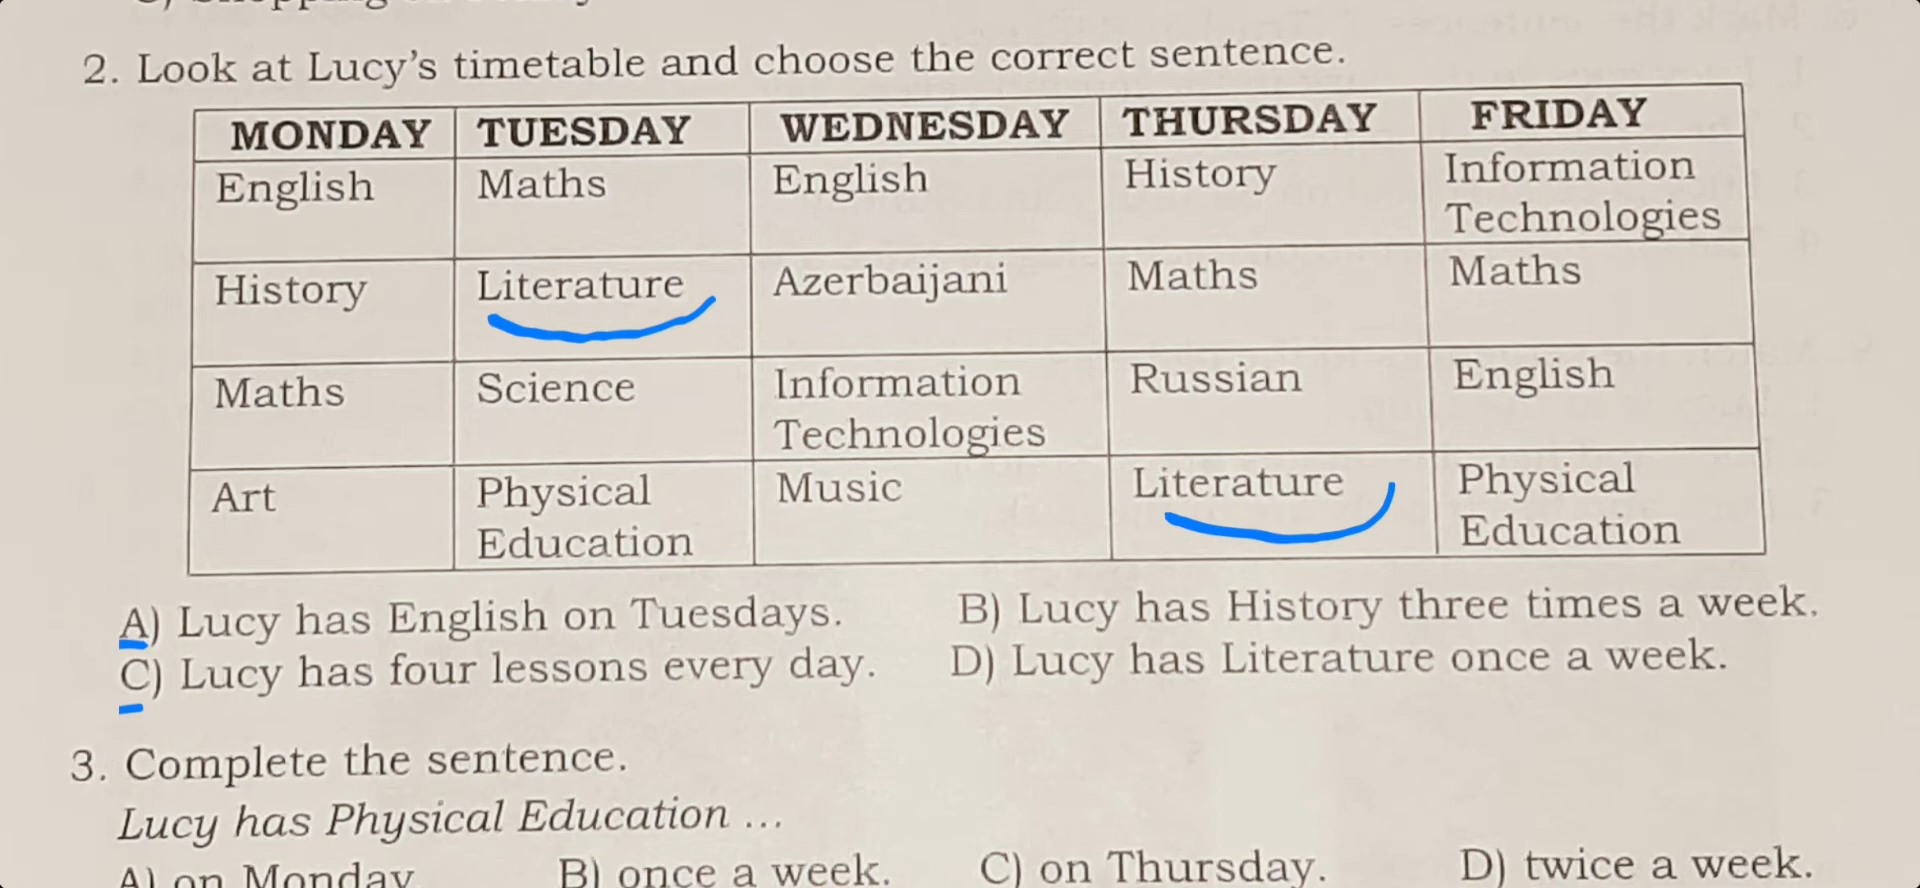 2. Look at Lucy's timetable and choose the correct sentence.
MONDAY TUESDAY WEDNESDAY THURSDAY FRIDAY
English Maths English History Information Technologies
History Literature Azerbaijani Maths Maths
Maths Science Information Technologies Russian English
Art Physical Education Music Literature Physical Education
A) Lucy has English on Tuesdays. B) Lucy has History three times a week.
C) Lucy has four lessons every day. D) Lucy has Literature once a week.
3. Complete the sentence.
Lucy has Physical Education ...
A) on Monday B) once a week. C) on Thursday. D) twice a week.